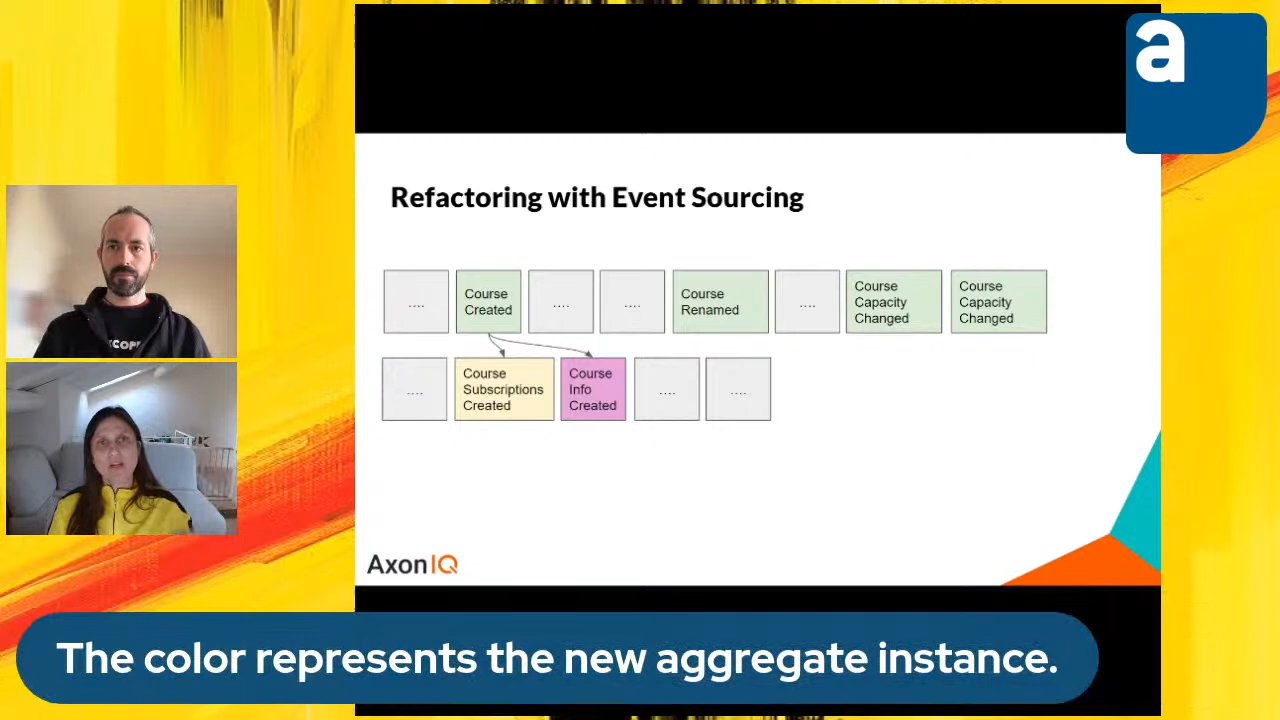 a
Refactoring with Event Sourcing
....
Course
Created
....
....
Course
Renamed
....
Course
Capacity
Changed
Course
Capacity
Changed
....
Course
Subscriptions
Created
Course
Info
Created
....
....
AxonIQ
The color represents the new aggregate instance.